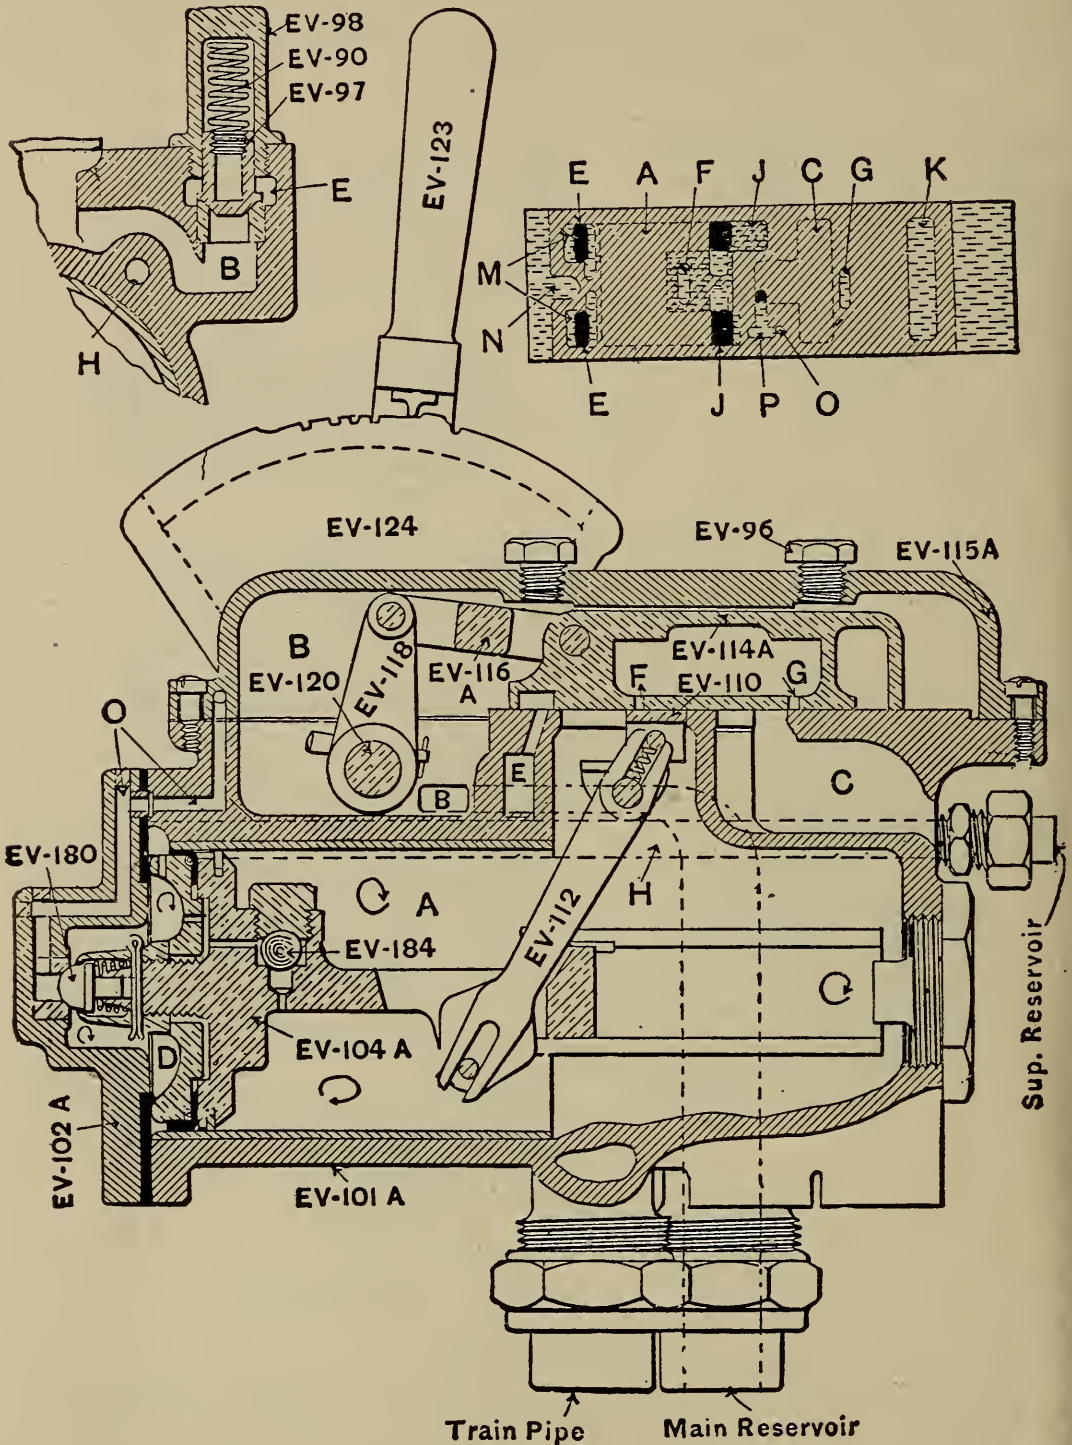 EV-98
EV-90
EV-97
E
B
H
EV-123
E A F J C G K
M
N
E J P O
EV-124
EV-96
EV-115A
B
EV-118
EV-116
A
EV-114A
EV-120
F
EV-110
G
O
E
B
C
EV-180
A
H
EV-112
EV-184
C
D
EV-104 A
EV-102 A
EV-101 A
Sup. Reservoir
Train Pipe Main Reservoir